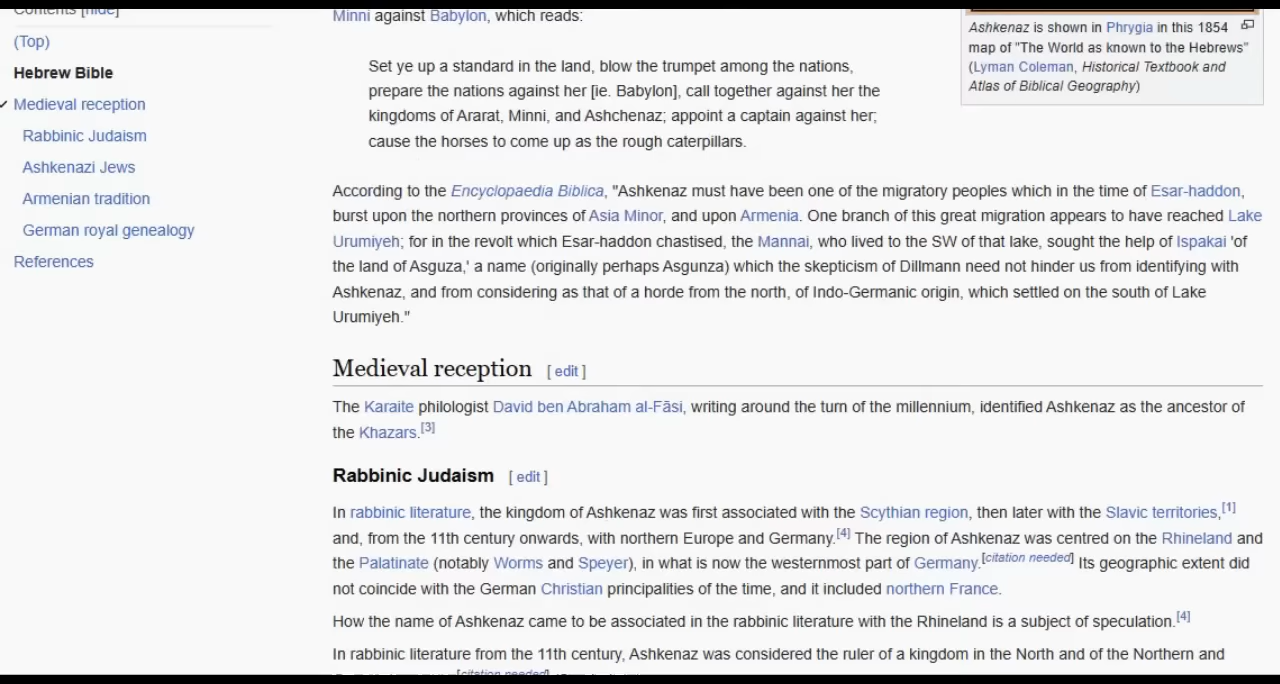 Contents [hide]
(Top)
Hebrew Bible
Medieval reception
Rabbinic Judaism
Ashkenazi Jews
Armenian tradition
German royal genealogy
References
Minni against Babylon, which reads:
Set ye up a standard in the land, blow the trumpet among the nations,
prepare the nations against her [ie. Babylon], call together against her the
kingdoms of Ararat, Minni, and Ashchenaz; appoint a captain against her;
cause the horses to come up as the rough caterpillars.
Ashkenaz is shown in Phrygia in this 1854
map of "The World as known to the Hebrews"
(Lyman Coleman, Historical Textbook and
Atlas of Biblical Geography)
According to the Encyclopaedia Biblica, "Ashkenaz must have been one of the migratory peoples which in the time of Esar-haddon,
burst upon the northern provinces of Asia Minor, and upon Armenia. One branch of this great migration appears to have reached Lake
Urumiyeh; for in the revolt which Esar-haddon chastised, the Mannai, who lived to the SW of that lake, sought the help of Ispakai 'of
the land of Asguza,' a name (originally perhaps Asgunza) which the skepticism of Dillmann need not hinder us from identifying with
Ashkenaz, and from considering as that of a horde from the north, of Indo-Germanic origin, which settled on the south of Lake
Urumiyeh."
Medieval reception [ edit ]
The Karaite philologist David ben Abraham al-Fāsi, writing around the turn of the millennium, identified Ashkenaz as the ancestor of
the Khazars.[3]
Rabbinic Judaism [ edit ]
In rabbinic literature, the kingdom of Ashkenaz was first associated with the Scythian region, then later with the Slavic territories,[1]
and, from the 11th century onwards, with northern Europe and Germany.[4] The region of Ashkenaz was centred on the Rhineland and
the Palatinate (notably Worms and Speyer), in what is now the westernmost part of Germany.[citation needed] Its geographic extent did
not coincide with the German Christian principalities of the time, and it included northern France.
How the name of Ashkenaz came to be associated in the rabbinic literature with the Rhineland is a subject of speculation.[4]
In rabbinic literature from the 11th century, Ashkenaz was considered the ruler of a kingdom in the North and of the Northern and
[citation needed]